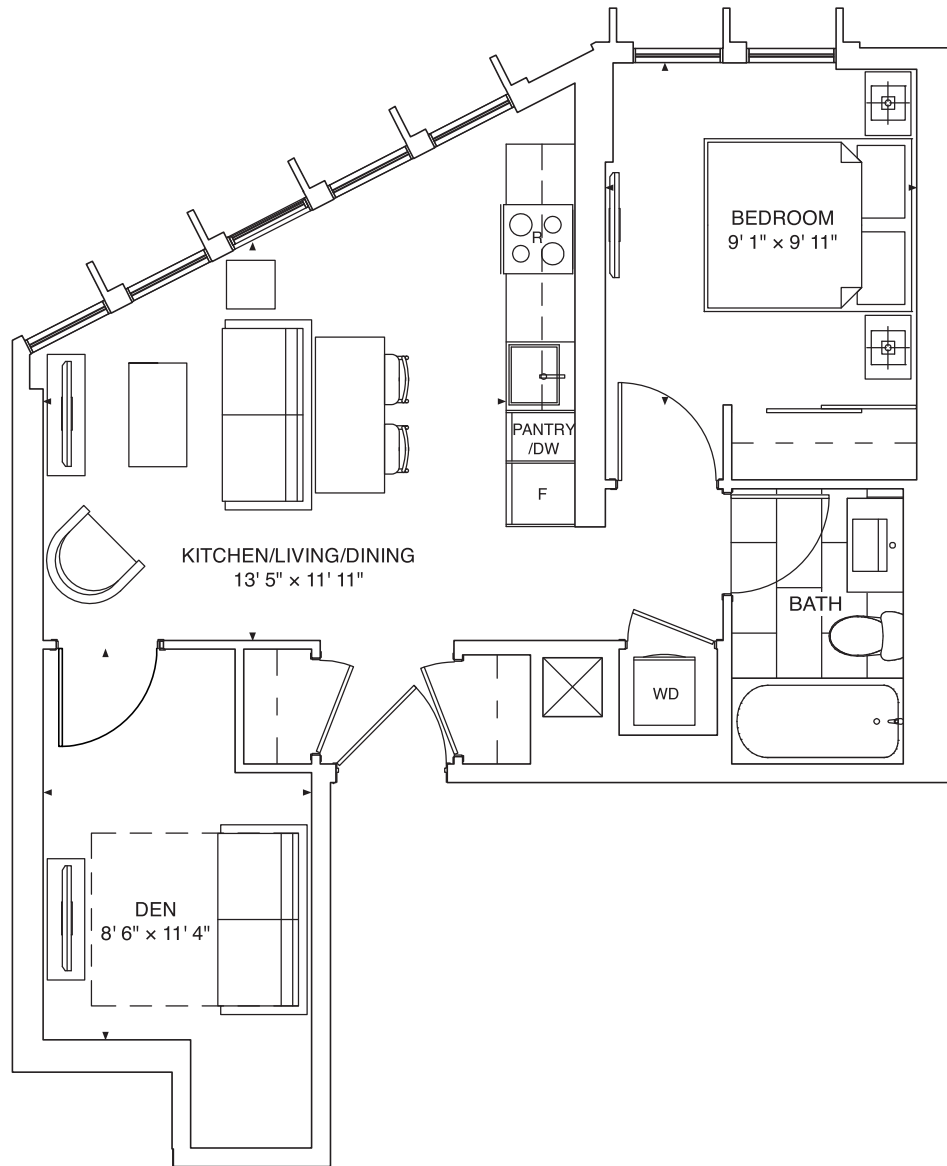 BEDROOM
9' 1" × 9' 11"
R
PANTRY
/DW
F
KITCHEN/LIVING/DINING
13' 5" × 11' 11"
BATH
WD
DEN
8' 6" × 11' 4"